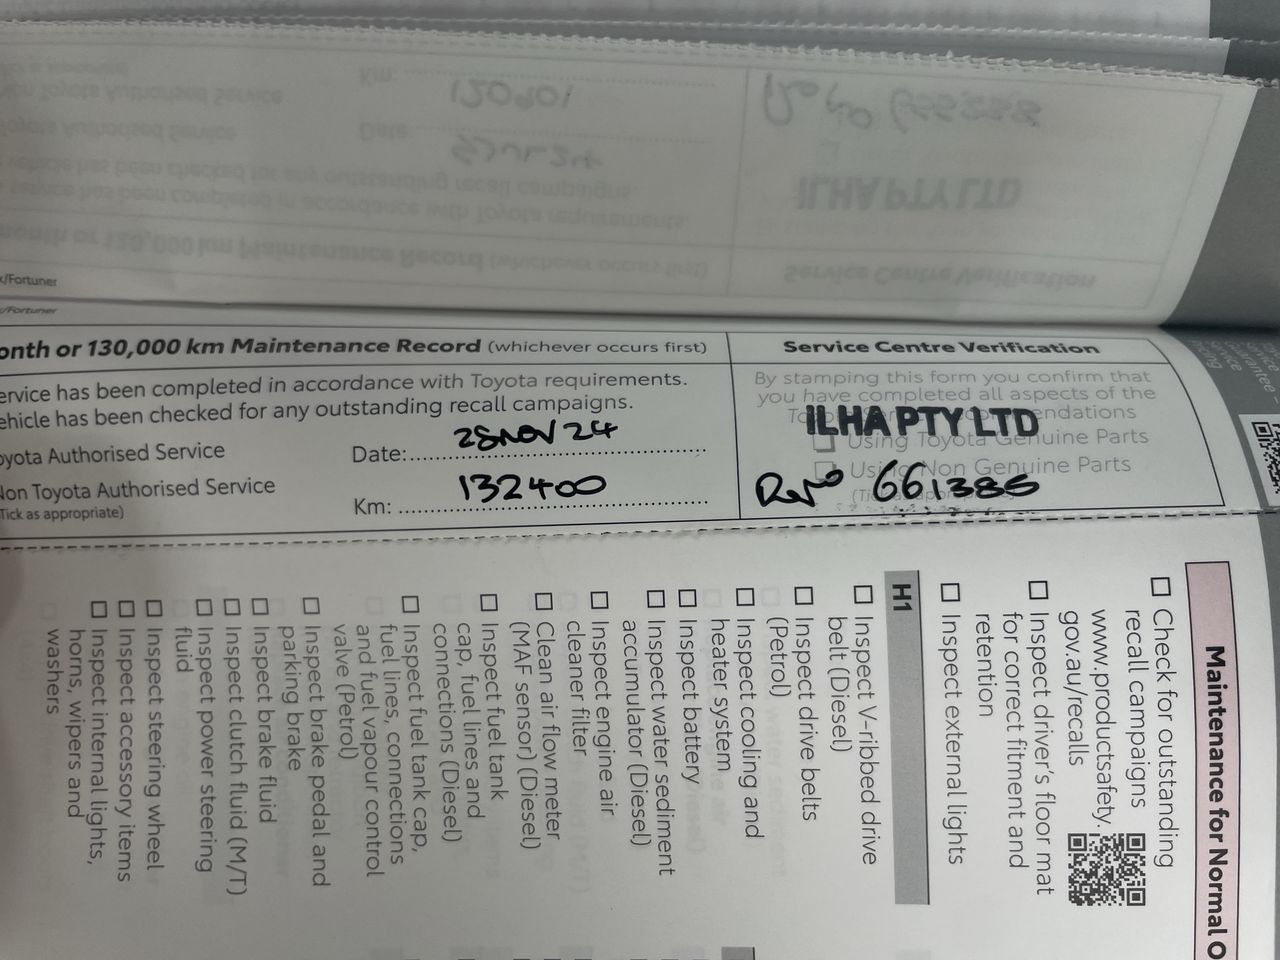 x/Fortuner
/Fortuner
onth or 130,000 km Maintenance Record (whichever occurs first)
ervice has been completed in accordance with Toyota requirements.
ehicle has been checked for any outstanding recall campaigns.
oyota Authorised Service
Date: 28 NOV 24
Non Toyota Authorised Service
(Tick as appropriate)
Km: 132400
Service Centre Verification
By stamping this form you confirm that
you have completed all aspects of the
ILHA PTY LTD
Using Toyota Genuine Parts
Using Non Genuine Parts
661385
Maintenance for Normal O
Check for outstanding
recall campaigns
www.productsafety.
gov.au/recalls
Inspect driver's floor mat
for correct fitment and
retention
Inspect external lights
H1
Inspect V-ribbed drive
belt (Diesel)
Inspect drive belts
(Petrol)
Inspect cooling and
heater system
Inspect battery
Inspect water sediment
accumulator (Diesel)
Inspect engine air
cleaner filter
Clean air flow meter
(MAF sensor) (Diesel)
Inspect fuel tank
cap, fuel lines and
connections (Diesel)
Inspect fuel tank cap,
fuel lines, connections
and fuel vapour control
valve (Petrol)
Inspect brake pedal and
parking brake
Inspect brake fluid
Inspect clutch fluid (M/T)
Inspect power steering
fluid
Inspect steering wheel
Inspect accessory items
Inspect internal lights,
horns, wipers and
washers